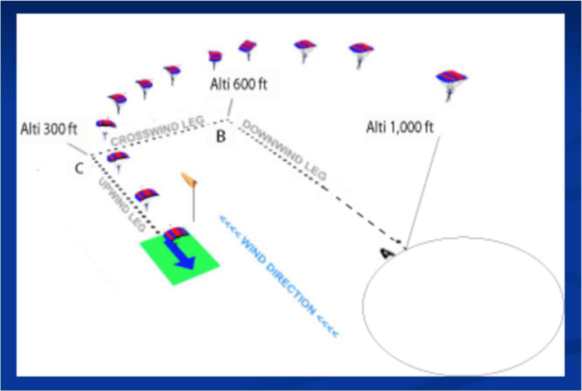 Alti 600 ft
Alti 300 ft
CROSSWIND LEG
B
DOWNWIND LEG
Alti 1,000 ft
C
UPWIND LEG
A
<<<< WIND DIRECTION <<<<